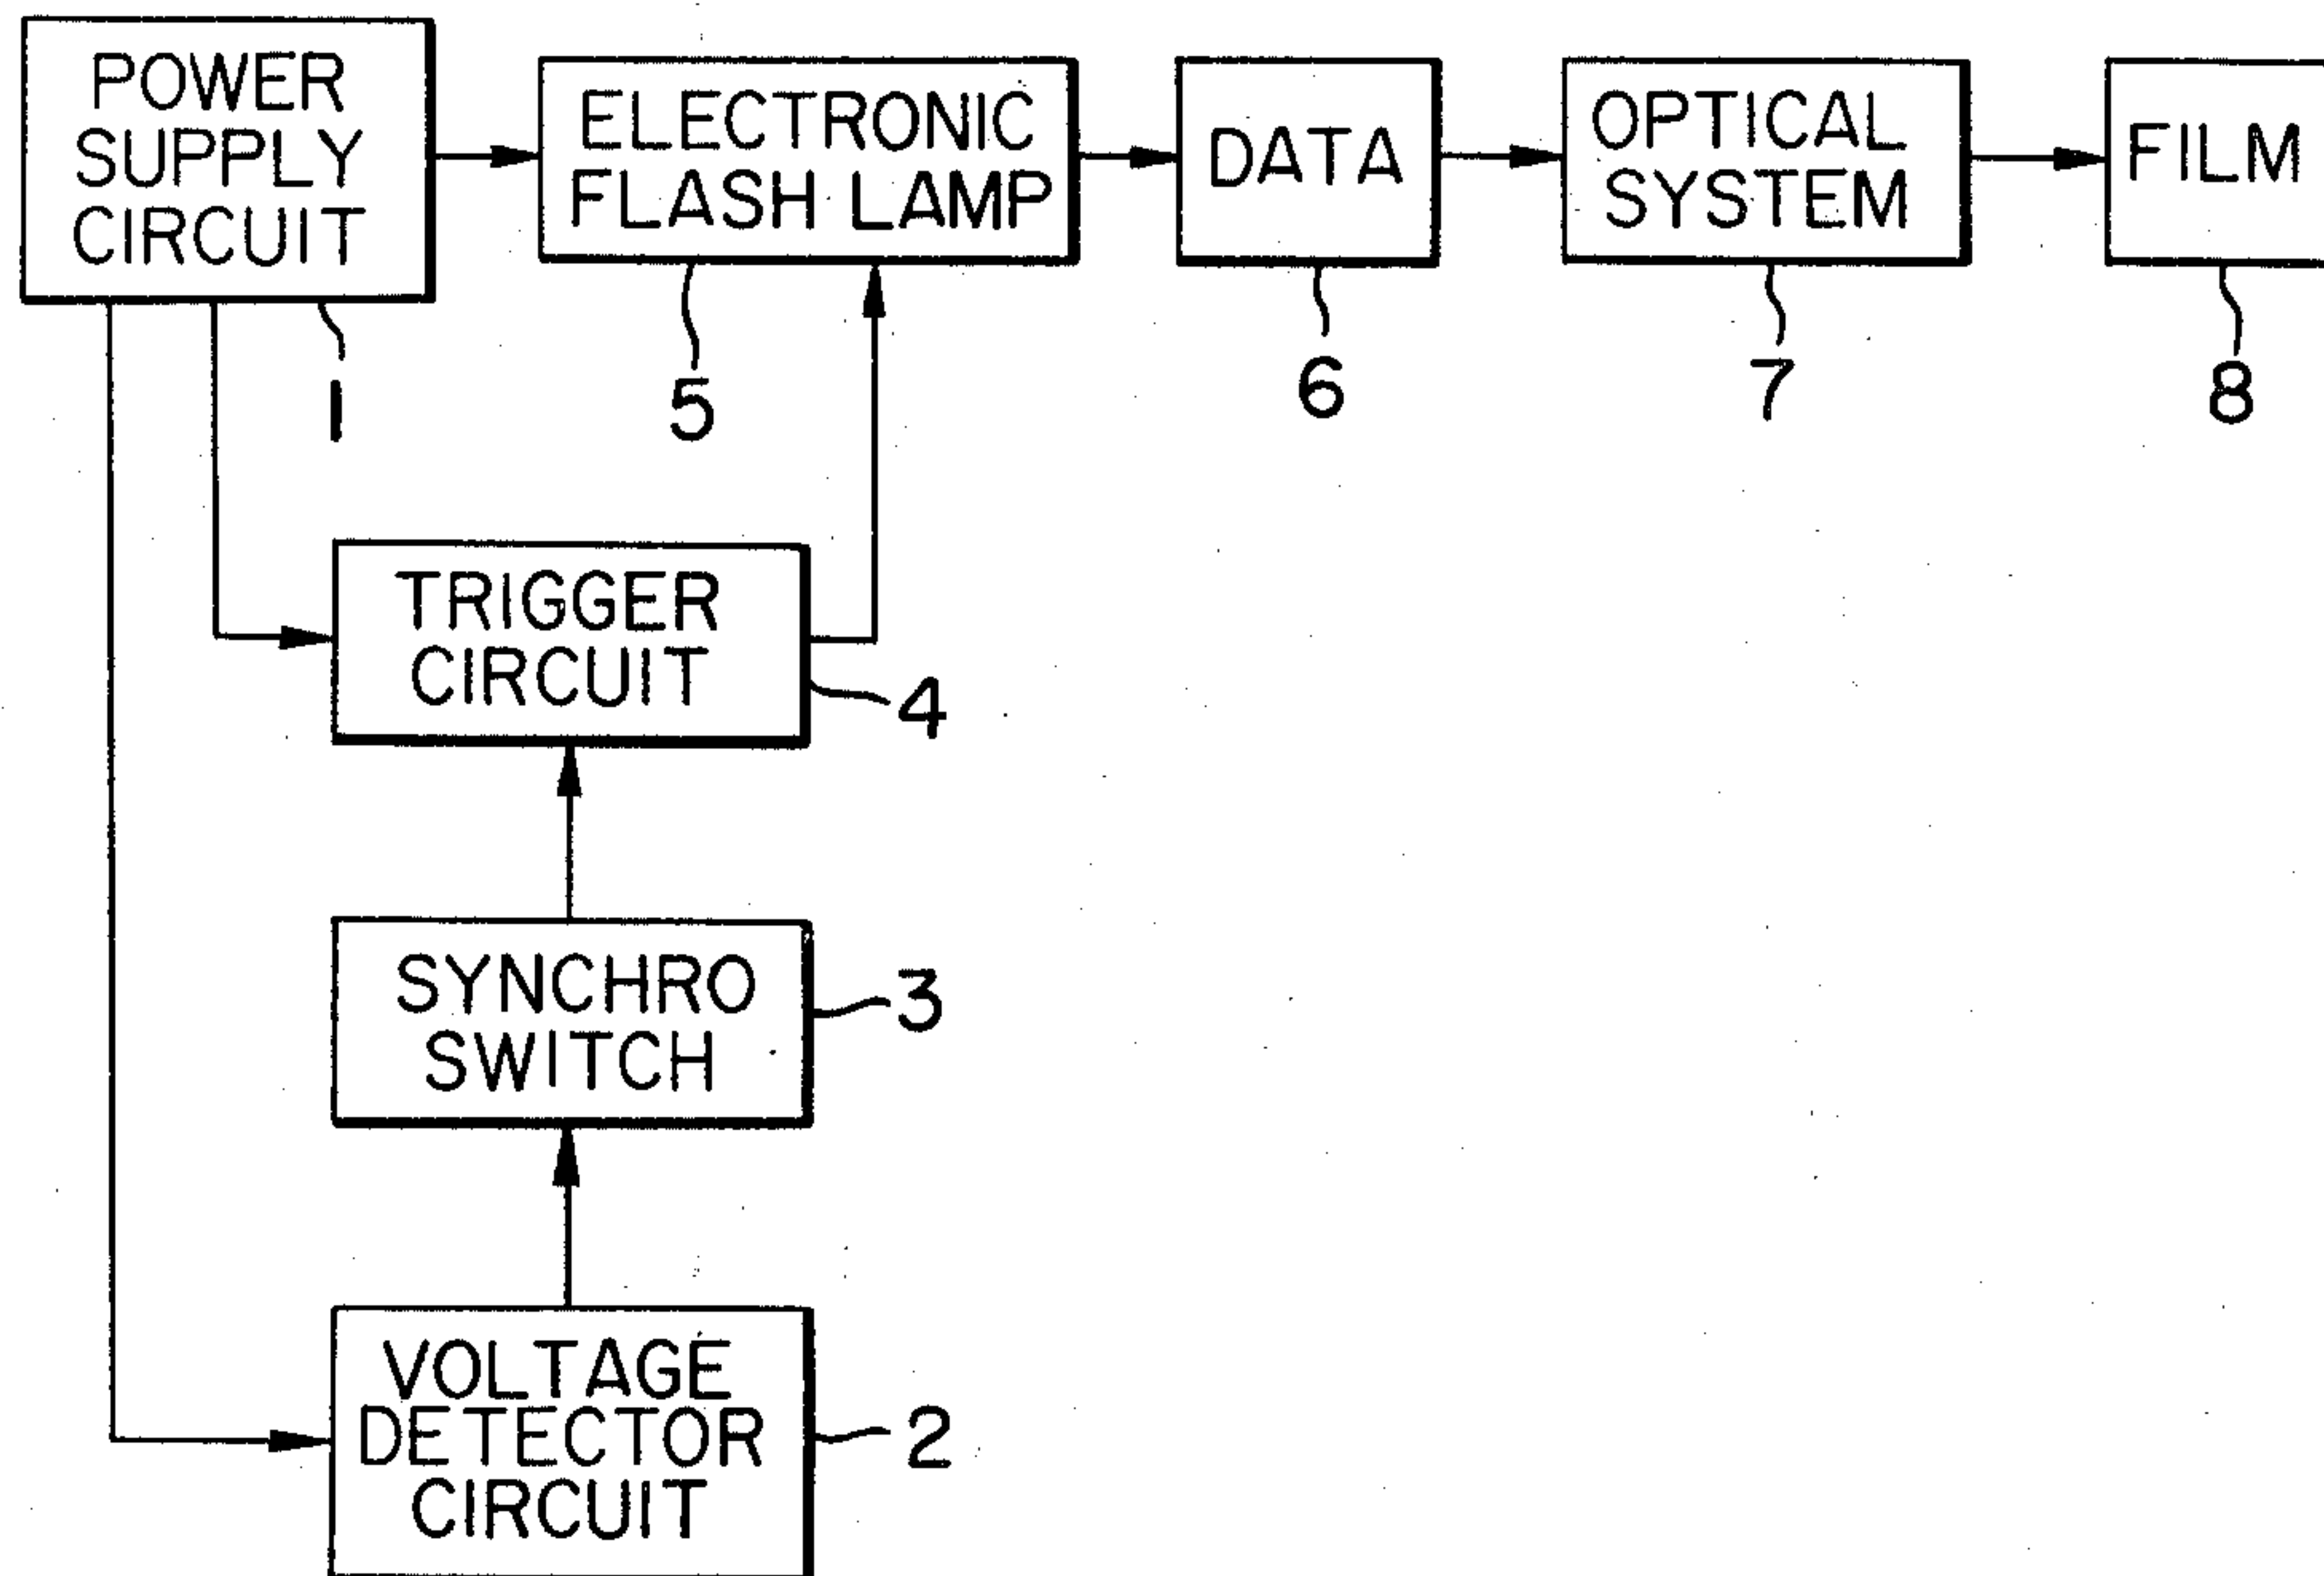 POWER
SUPPLY
CIRCUIT
1
ELECTRONIC
FLASH LAMP
5
DATA
6
OPTICAL
SYSTEM
7
FILM
8
TRIGGER
CIRCUIT
4
SYNCHRO
SWITCH
3
VOLTAGE
DETECTOR
CIRCUIT
2